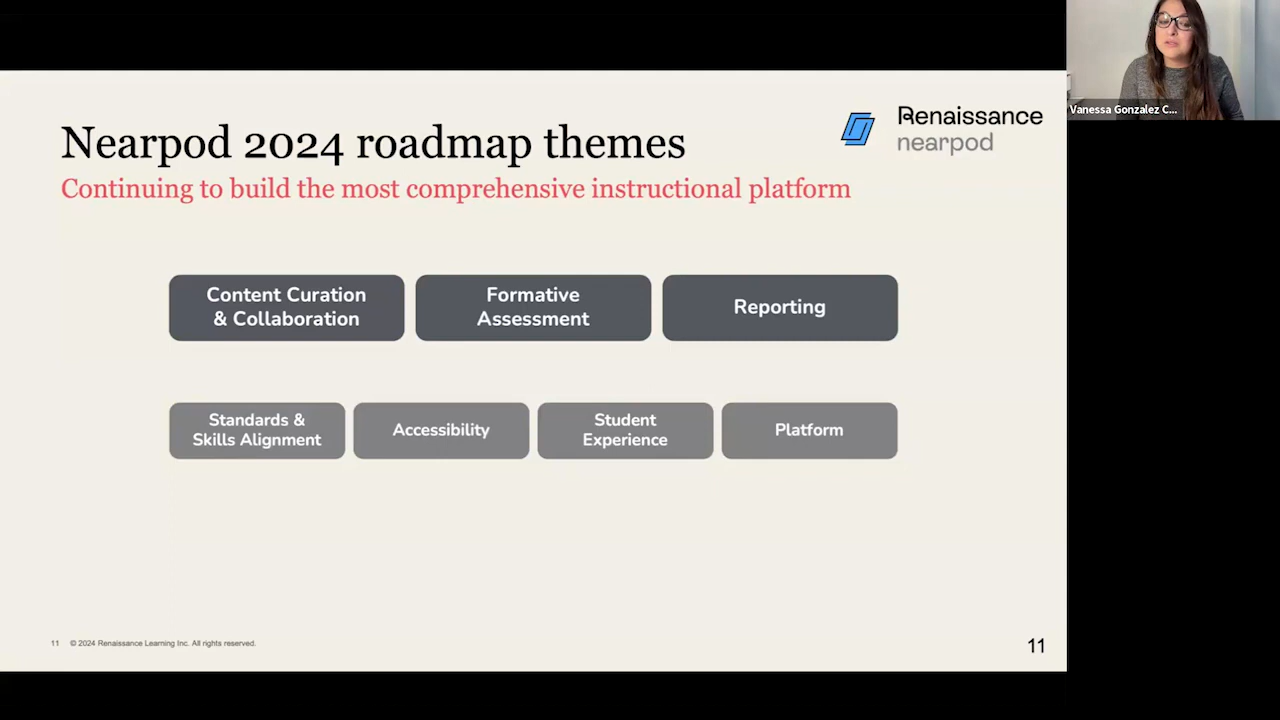 Nearpod 2024 roadmap themes
Continuing to build the most comprehensive instructional platform
Renaissance
nearpod
Vanessa Gonzalez C...
Content Curation
& Collaboration
Formative
Assessment
Reporting
Standards &
Skills Alignment
Accessibility
Student
Experience
Platform
11 © 2024 Renaissance Learning Inc. All rights reserved.
11